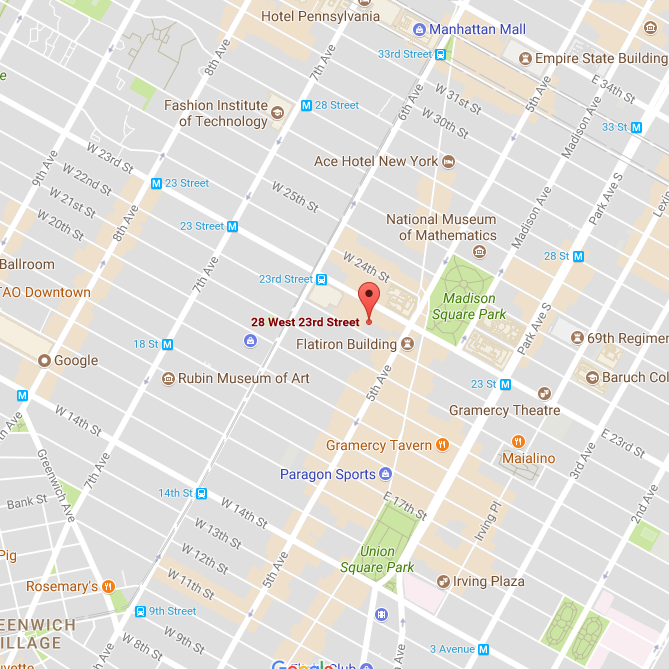 Hotel Pennsylvania
Manhattan Mall
33rd Street
Empire State Building
8th Ave
7th Ave
6th Ave
5th Ave
E 34th St
W 31st St
W 30th St
Madison Ave
33 St
Fashion Institute
of Technology
28 Street
W 23rd St
W 22nd St
W 21st St
W 20th St
9th Ave
8th Ave
23 Street
23 Street
W 25th St
Ace Hotel New York
National Museum
of Mathematics
Madison Ave
Park Ave S
28 St
W 24th St
23rd Street
Ballroom
TAO Downtown
7th Ave
Madison
Square Park
28 West 23rd Street
Flatiron Building
Park Ave S
69th Regimen
18 St
Google
Rubin Museum of Art
5th Ave
23 St
Baruch Col
Gramercy Theatre
W 14th St
Gramercy Tavern
Maialino
E 23rd St
3rd Ave
2nd Ave
Paragon Sports
7th Ave
Greenwich Ave
Bank St
14th Street
W 14th St
E 17th St
Irving Pl
W 13th St
W 12th St
W 11th St
5th Ave
Union
Square Park
Irving Plaza
Pig
Rosemary's
9th Street
EENWICH
ILLAGE
W 9th St
W 8th St
3 Avenue
Google
Club